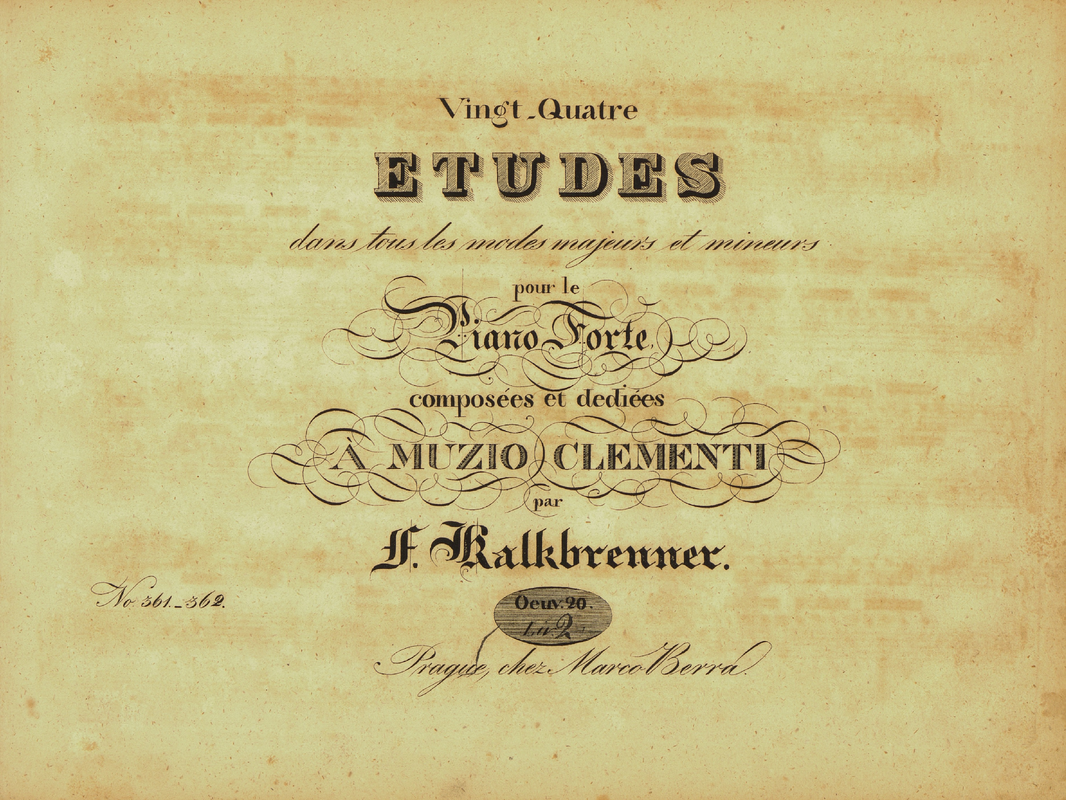 Vingt-Quatre
ETUDES
dans tous les modes majeurs et mineurs
pour le
Piano Forte
composées et dediées
À MUZIO CLEMENTI
par
F. Kalkbrenner.
No. 361._362.
Oeuv. 20.
Liv. 2
Prague, chez Marco Berra.